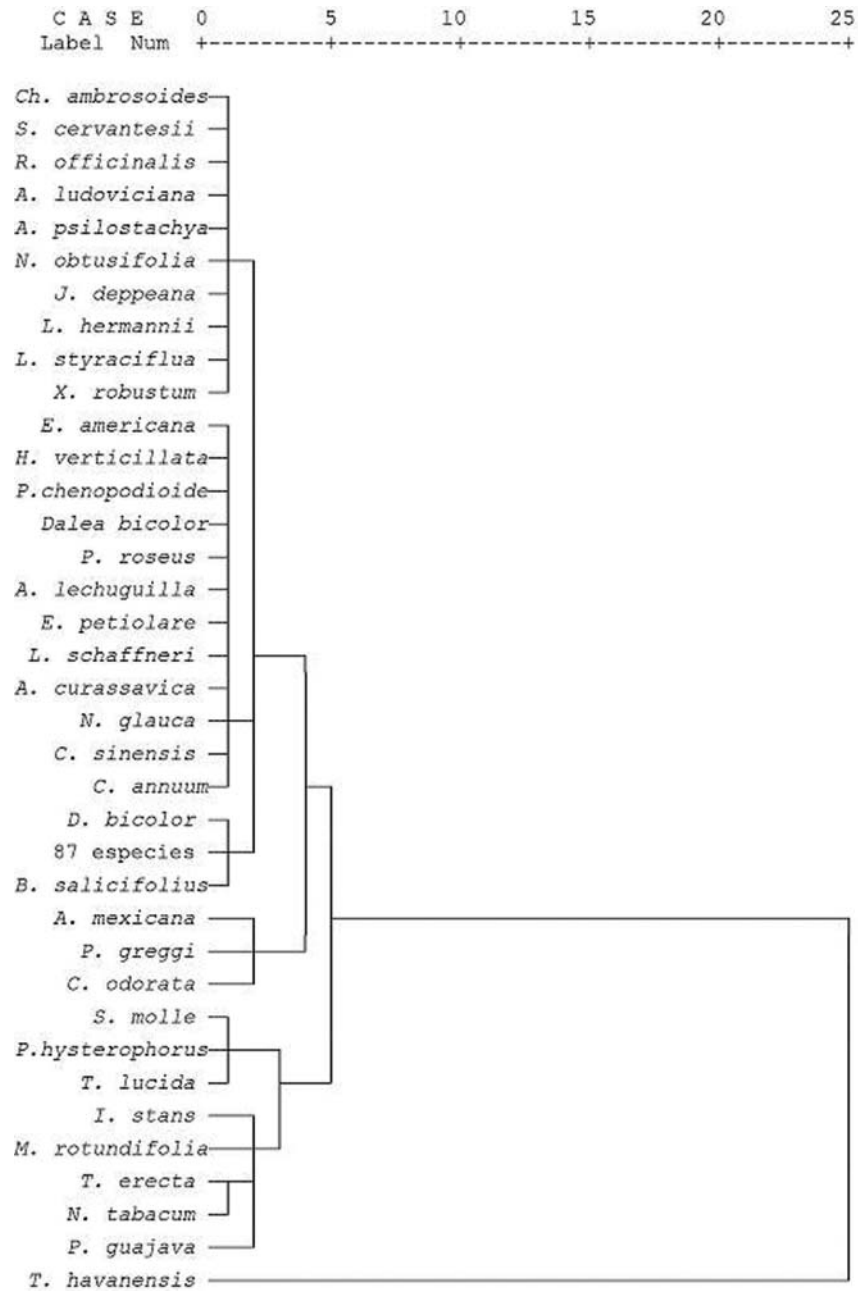 C A S E 0 5 10 15 20 25
Label Num +---------+---------+---------+---------+---------+
Ch. ambrosoides
S. cervantesii
R. officinalis
A. ludoviciana
A. psilostachya
N. obtusifolia
J. deppeana
L. hermannii
L. styraciflua
X. robustum
E. americana
H. verticillata
P.chenopodioide
Dalea bicolor
P. roseus
A. lechuguilla
E. petiolare
L. schaffneri
A. curassavica
N. glauca
C. sinensis
C. annuum
D. bicolor
87 especies
B. salicifolius
A. mexicana
P. greggi
C. odorata
S. molle
P.hysterophorus
T. lucida
I. stans
M. rotundifolia
T. erecta
N. tabacum
P. guajava
T. havanensis